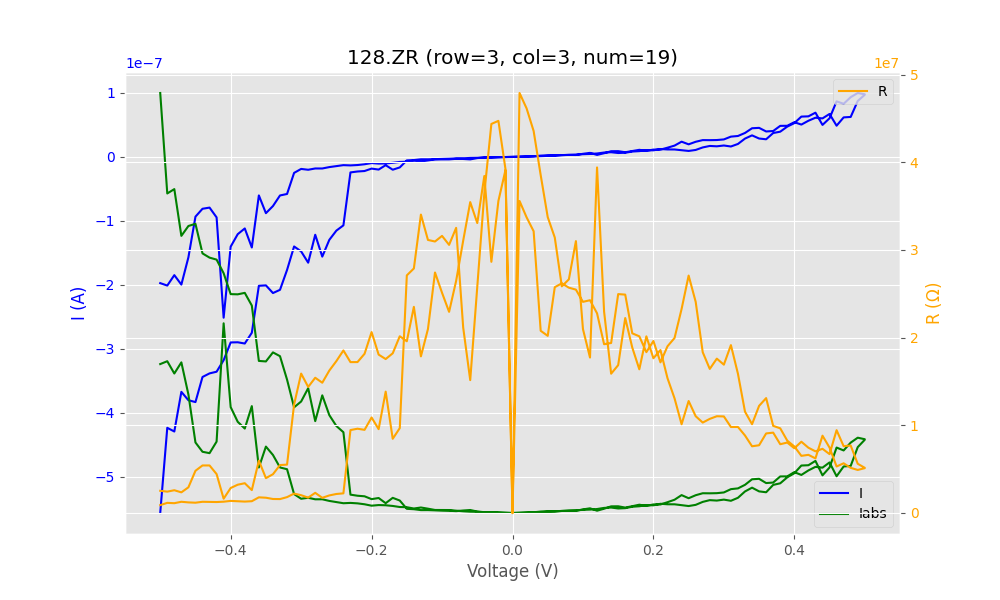 128.ZR (row=3, col=3, num=19)
1e−7
1e7
R
1
0
−1
−2
−3
−4
−5
I (A)
5
4
3
2
1
0
R (Ω)
I
Iabs
−0.4
−0.2
0.0
0.2
0.4
Voltage (V)